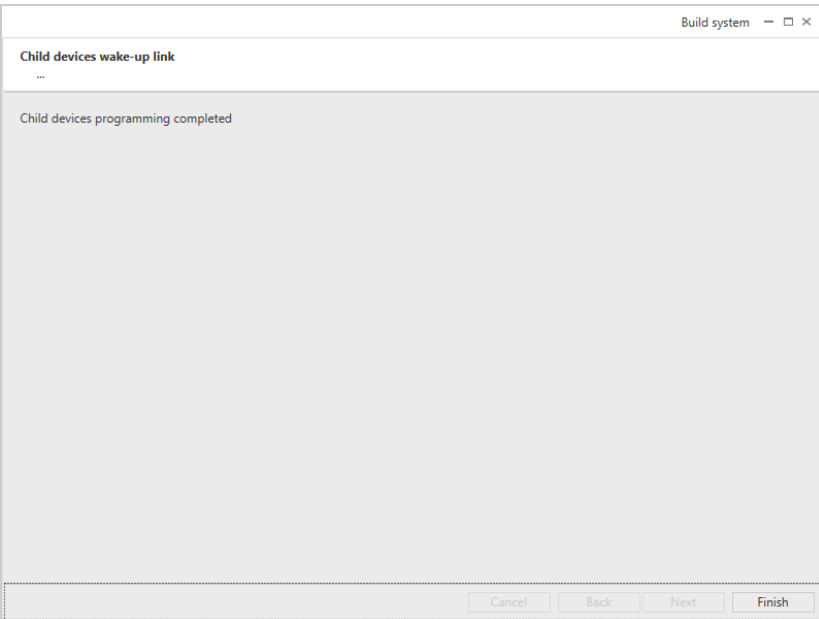 Build system
Child devices wake-up link
...
Child devices programming completed
Cancel Back Next Finish